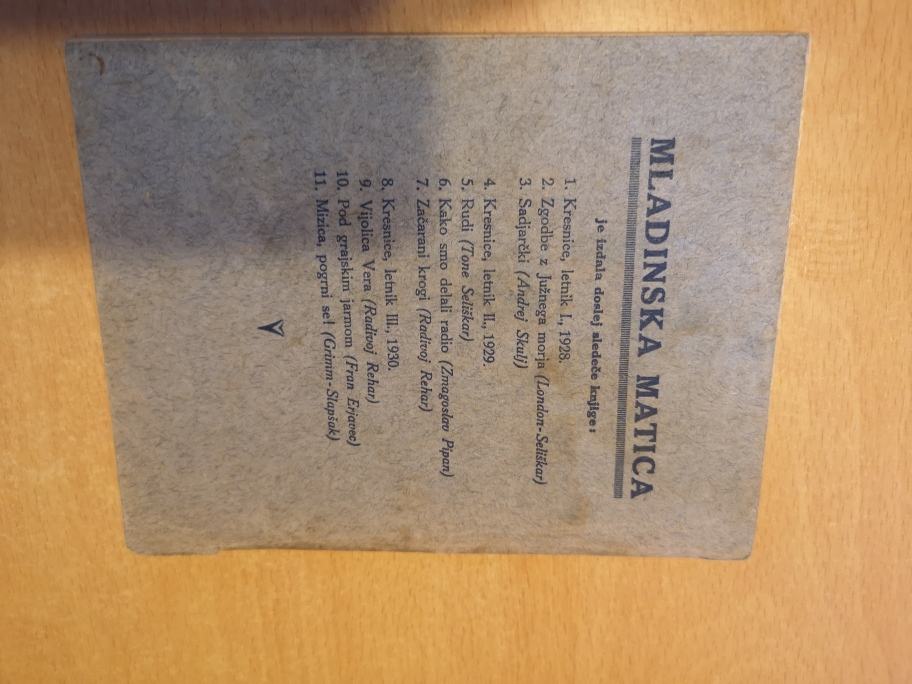 MLADINSKA MATICA
je izdala doslej sledeče knjige:
1. Kresnice, letnik I., 1928.
2. Zgodbe z Južnega morja (London-Seliškar)
3. Sadjarčki (Andrej Skulj)
4. Kresnice, letnik II., 1929.
5. Rudi (Tone Seliškar)
6. Kako smo delali radio (Zmagoslav Pipan)
7. Začarani krogi (Radivoj Rehar)
8. Kresnice, letnik III., 1930.
9. Vijolica Vera (Radivoj Rehar)
10. Pod grajskim jarmom (Fran Erjavec)
11. Mizica, pogrni se! (Grimm-Slapšak)